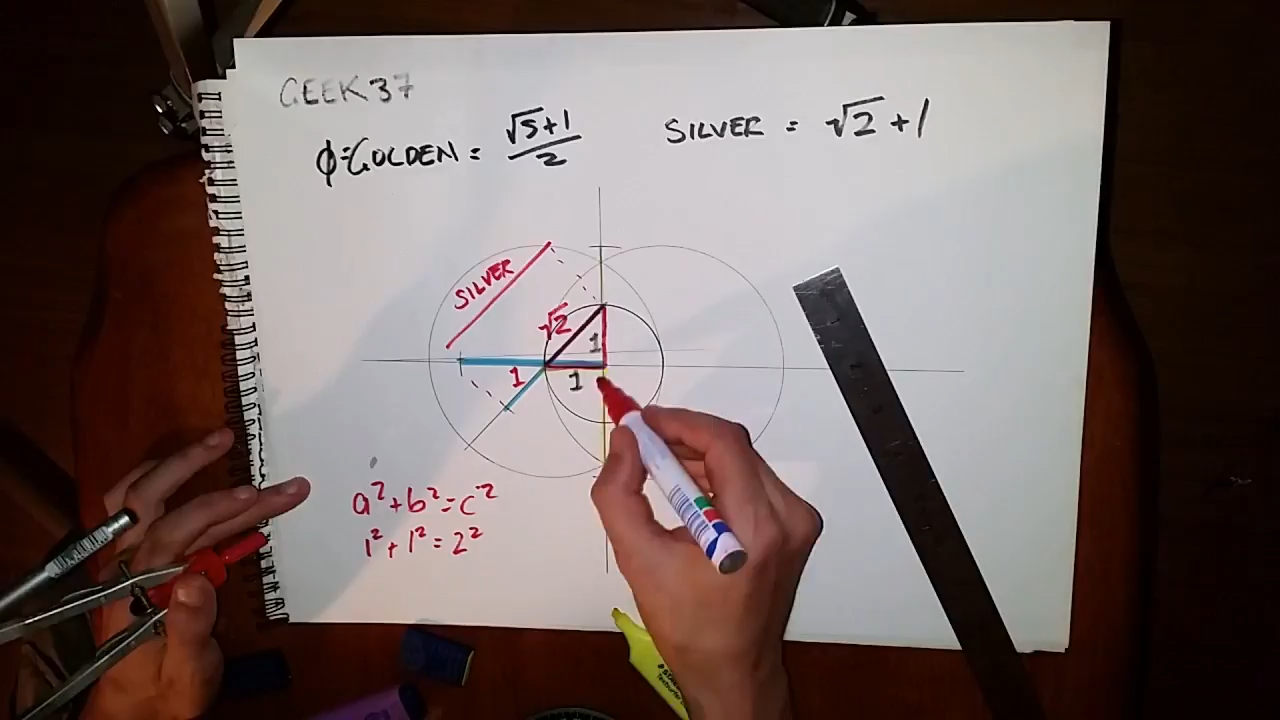 GEEK37
φ=GOLDEN = (√5+1)/2
SILVER = √2+1
SILVER
√2
1
1
1
a²+b²=c²
1²+1²=2²